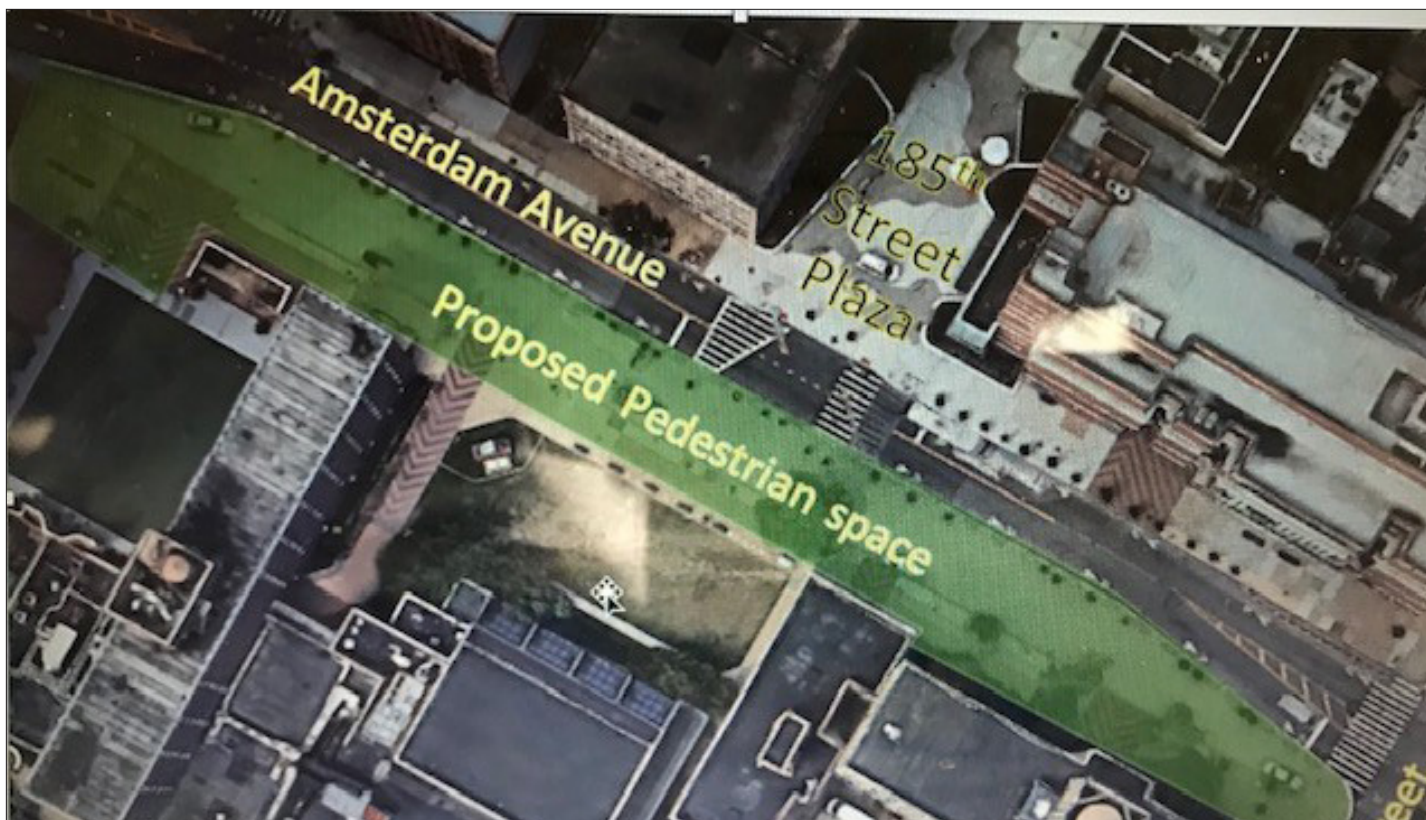 Amsterdam Avenue
185th
Street
Plaza
Proposed Pedestrian space